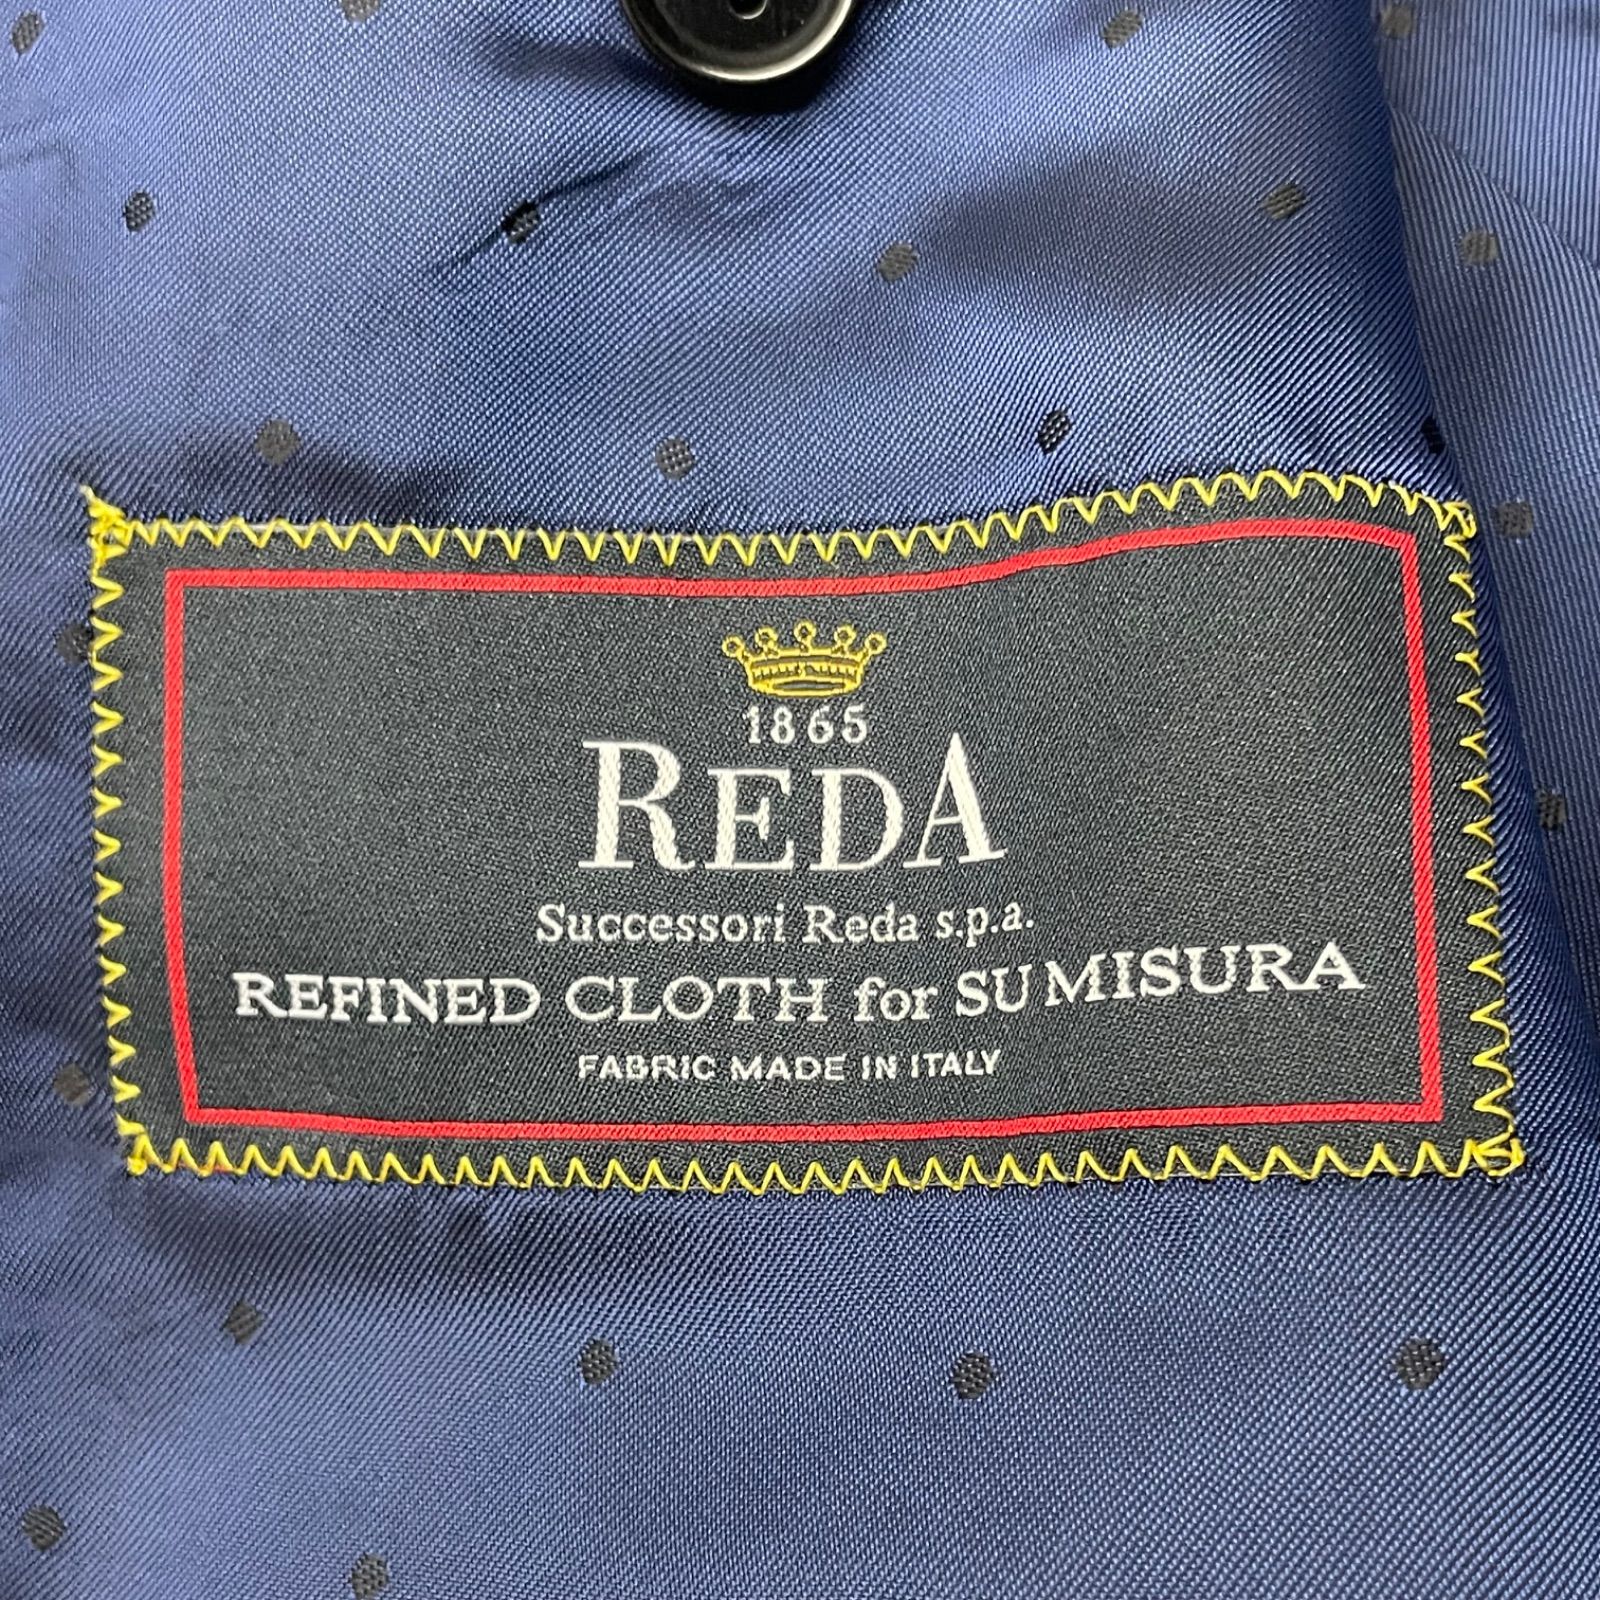 1865
REDA
Successori Reda s.p.a.
REFINED CLOTH for SU MISURA
FABRIC MADE IN ITALY